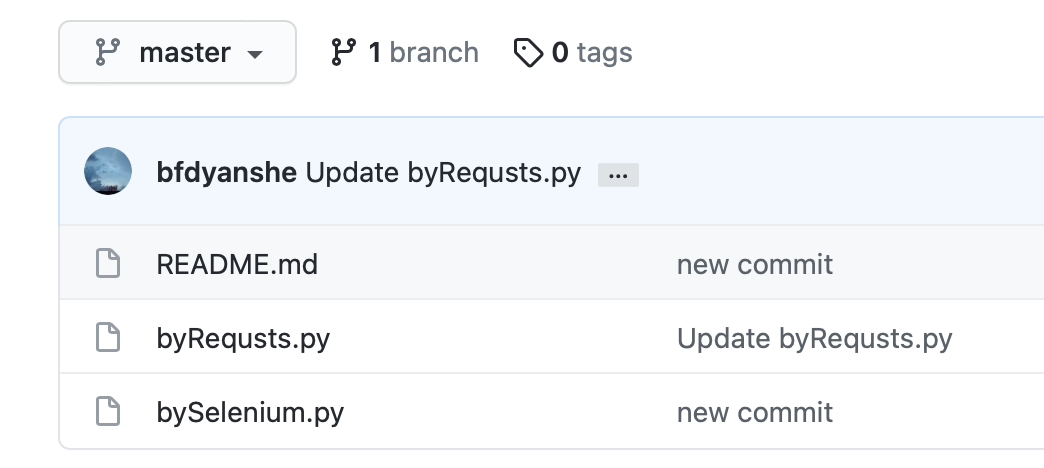 master 1 branch 0 tags
bfdyanshe Update byRequsts.py ...
README.md new commit
byRequsts.py Update byRequsts.py
bySelenium.py new commit